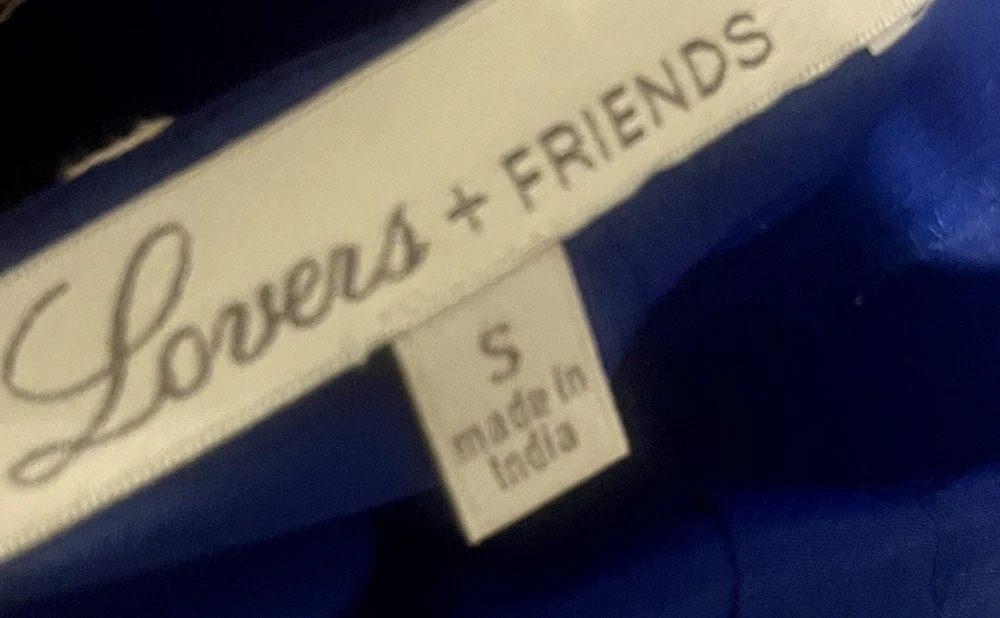 Lovers + FRIENDS
S
made in
India